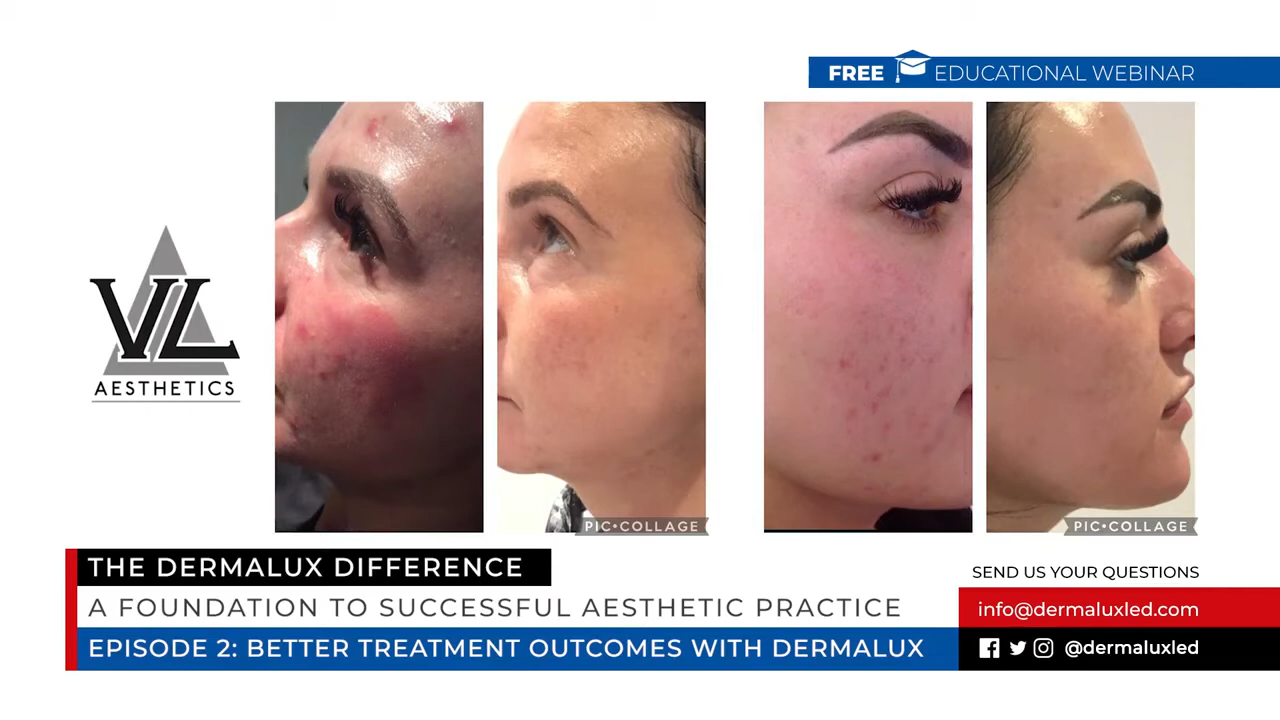 FREE EDUCATIONAL WEBINAR
VL
AESTHETICS
PIC•COLLAGE
PIC•COLLAGE
THE DERMALUX DIFFERENCE
A FOUNDATION TO SUCCESSFUL AESTHETIC PRACTICE
EPISODE 2: BETTER TREATMENT OUTCOMES WITH DERMALUX
SEND US YOUR QUESTIONS
info@dermaluxled.com
@dermaluxled